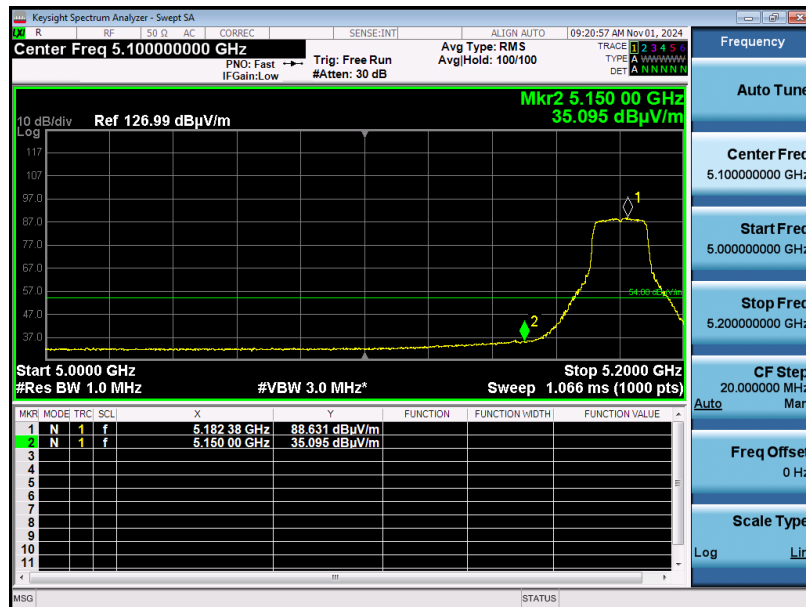 Keysight Spectrum Analyzer - Swept SA
LXI R RF 50 Ω AC CORREC SENSE:INT ALIGN AUTO 09:20:57 AM Nov 01, 2024
Center Freq 5.100000000 GHz
PNO: Fast
IFGain:Low
Trig: Free Run
#Atten: 30 dB
Avg Type: RMS
Avg|Hold: 100/100
TRACE 1 2 3 4 5 6
TYPE A W W W W W
DET A N N N N N
Mkr2 5.150 00 GHz
35.095 dBµV/m
10 dB/div Ref 126.99 dBµV/m
Log
117
107
97.0
87.0
77.0
67.0
57.0
47.0
37.0
1
54.00 dBµV/m
2
Start 5.0000 GHz Stop 5.2000 GHz
#Res BW 1.0 MHz #VBW 3.0 MHz* Sweep 1.066 ms (1000 pts)
MKR MODE TRC SCL X Y FUNCTION FUNCTION WIDTH FUNCTION VALUE
1 N 1 f 5.182 38 GHz 88.631 dBµV/m
2 N 1 f 5.150 00 GHz 35.095 dBµV/m
3
4
5
6
7
8
9
10
11
MSG STATUS
Frequency
Auto Tune
Center Freq
5.100000000 GHz
Start Freq
5.000000000 GHz
Stop Freq
5.200000000 GHz
CF Step
20.000000 MHz
Auto Man
Freq Offset
0 Hz
Scale Type
Log Lin